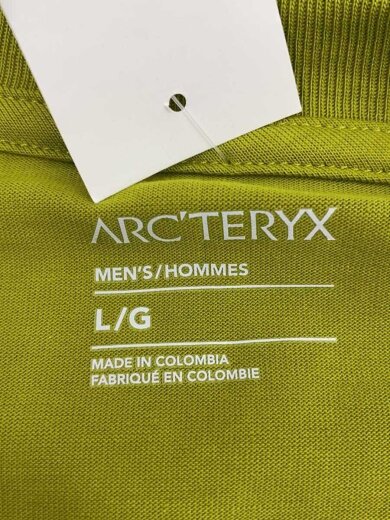 ARC'TERYX
MEN'S/HOMMES
L/G
MADE IN COLOMBIA
FABRIQUÉ EN COLOMBIE